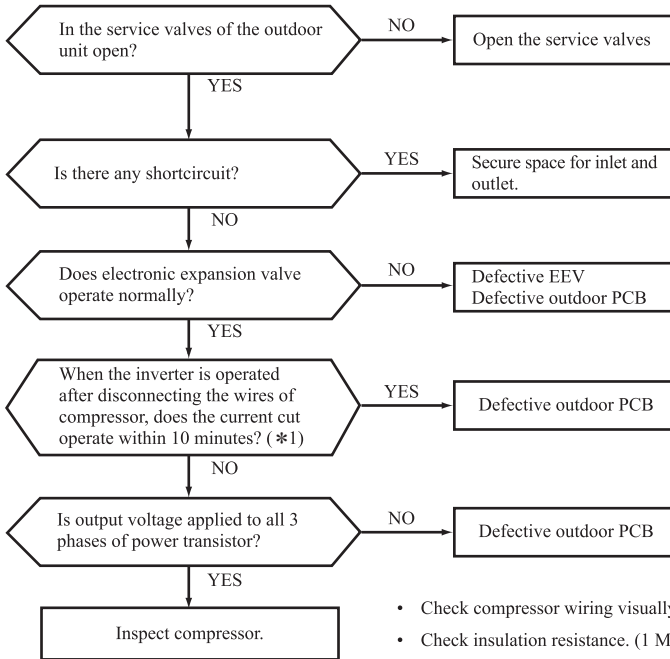 In the service valves of the outdoor
unit open?
NO
Open the service valves
YES
Is there any shortcircuit?
YES
Secure space for inlet and
outlet.
NO
Does electronic expansion valve
operate normally?
NO
Defective EEV
Defective outdoor PCB
YES
When the inverter is operated
after disconnecting the wires of
compressor, does the current cut
operate within 10 minutes? (∗1)
YES
Defective outdoor PCB
NO
Is output voltage applied to all 3
phases of power transistor?
NO
Defective outdoor PCB
YES
Inspect compressor.
• Check compressor wiring visually
• Check insulation resistance. (1 M